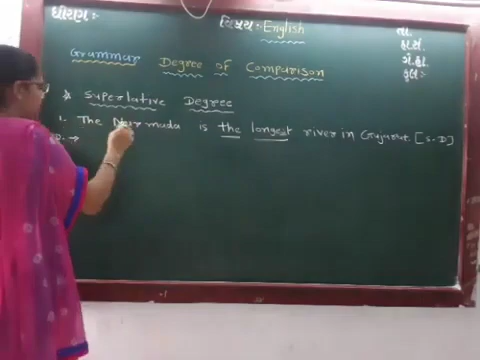 ધોરણ :-
વિષય :- English
તા.
હા.સં.
ગે.હા.
કુલ :-
Grammar Degree of Comparison
Superlative Degree
1. The Narmada is the longest river in Gujarat. [S.D]
→